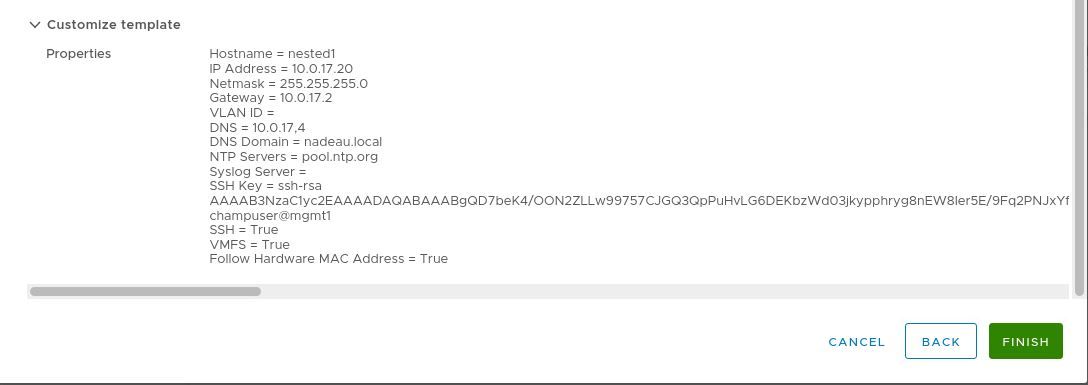 Customize template
Properties
Hostname = nested1
IP Address = 10.0.17.20
Netmask = 255.255.255.0
Gateway = 10.0.17.2
VLAN ID =
DNS = 10.0.17,4
DNS Domain = nadeau.local
NTP Servers = pool.ntp.org
Syslog Server =
SSH Key = ssh-rsa
AAAAB3NzaC1yc2EAAAADAQABAAABgQD7beK4/OON2ZLLw99757CJGQ3QpPuHvLG6DEKbzWd03jkypphryg8nEW8Ier5E/9Fq2PNJxYf
champuser@mgmt1
SSH = True
VMFS = True
Follow Hardware MAC Address = True
CANCEL
BACK
FINISH